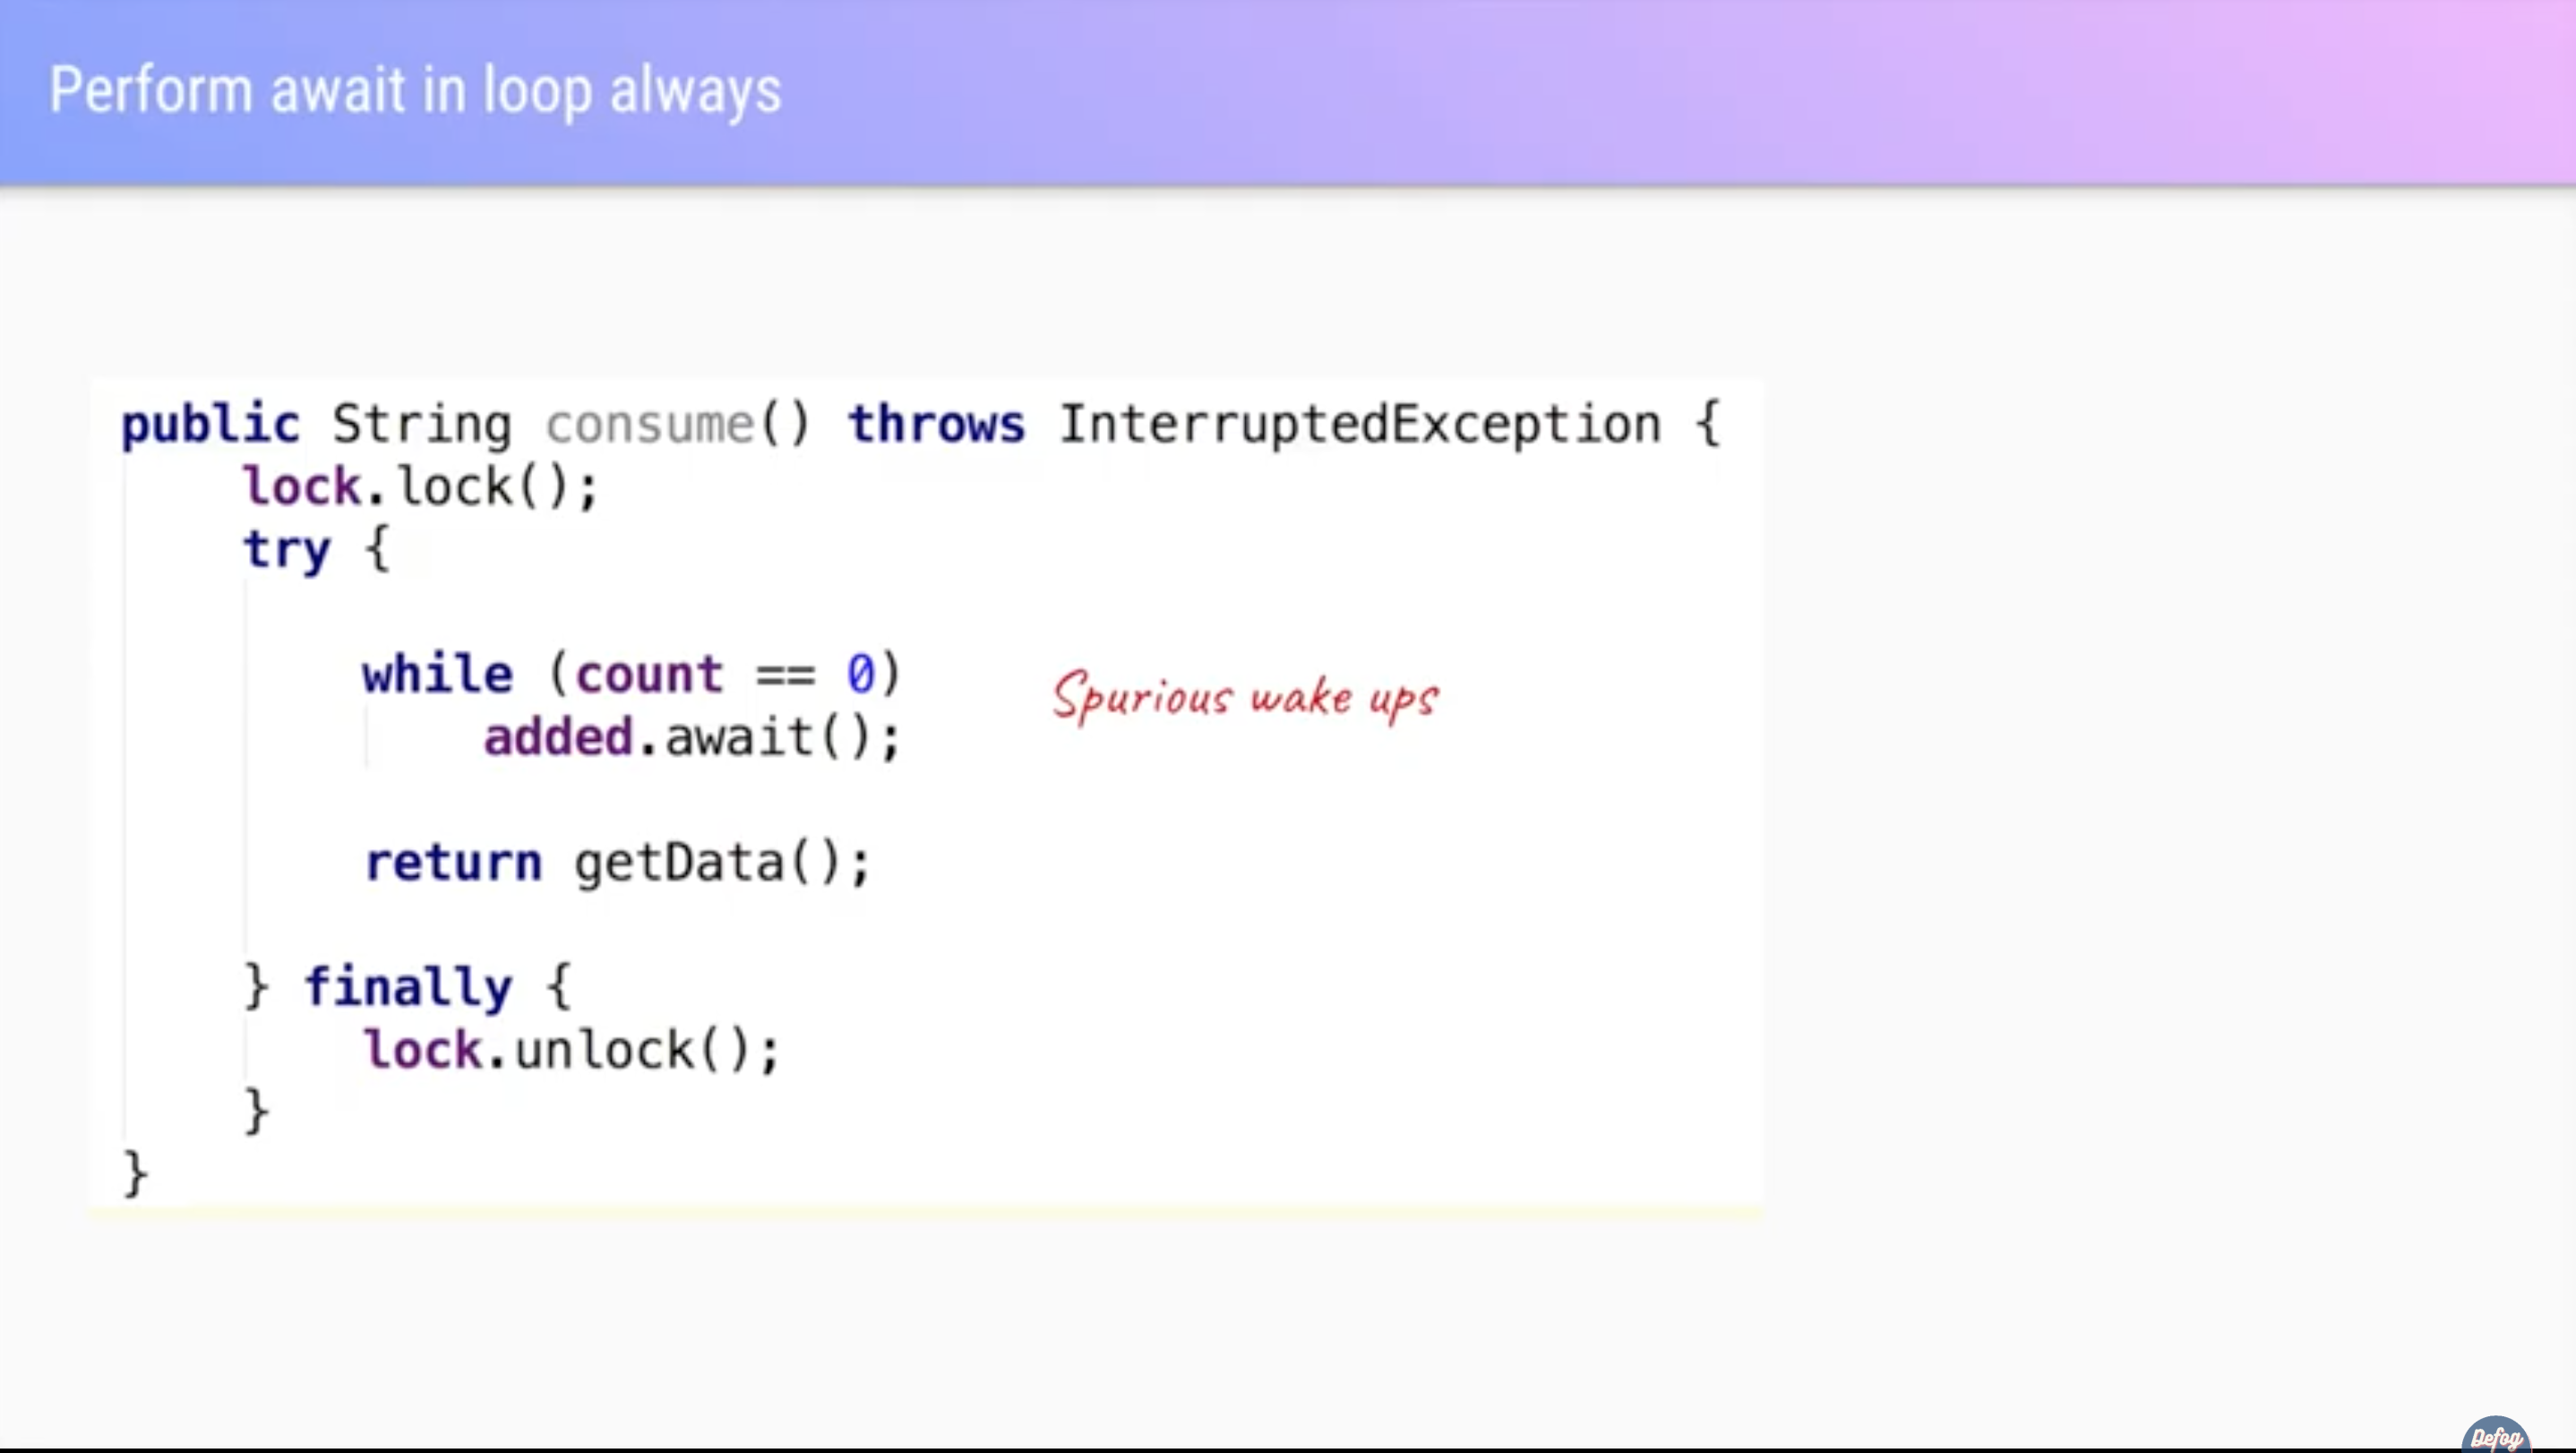 Perform await in loop always
public String consume() throws InterruptedException {
lock.lock();
try {
while (count == 0)
Spurious wake ups
added.await();
return getData();
} finally {
lock.unlock();
}
}
Defog